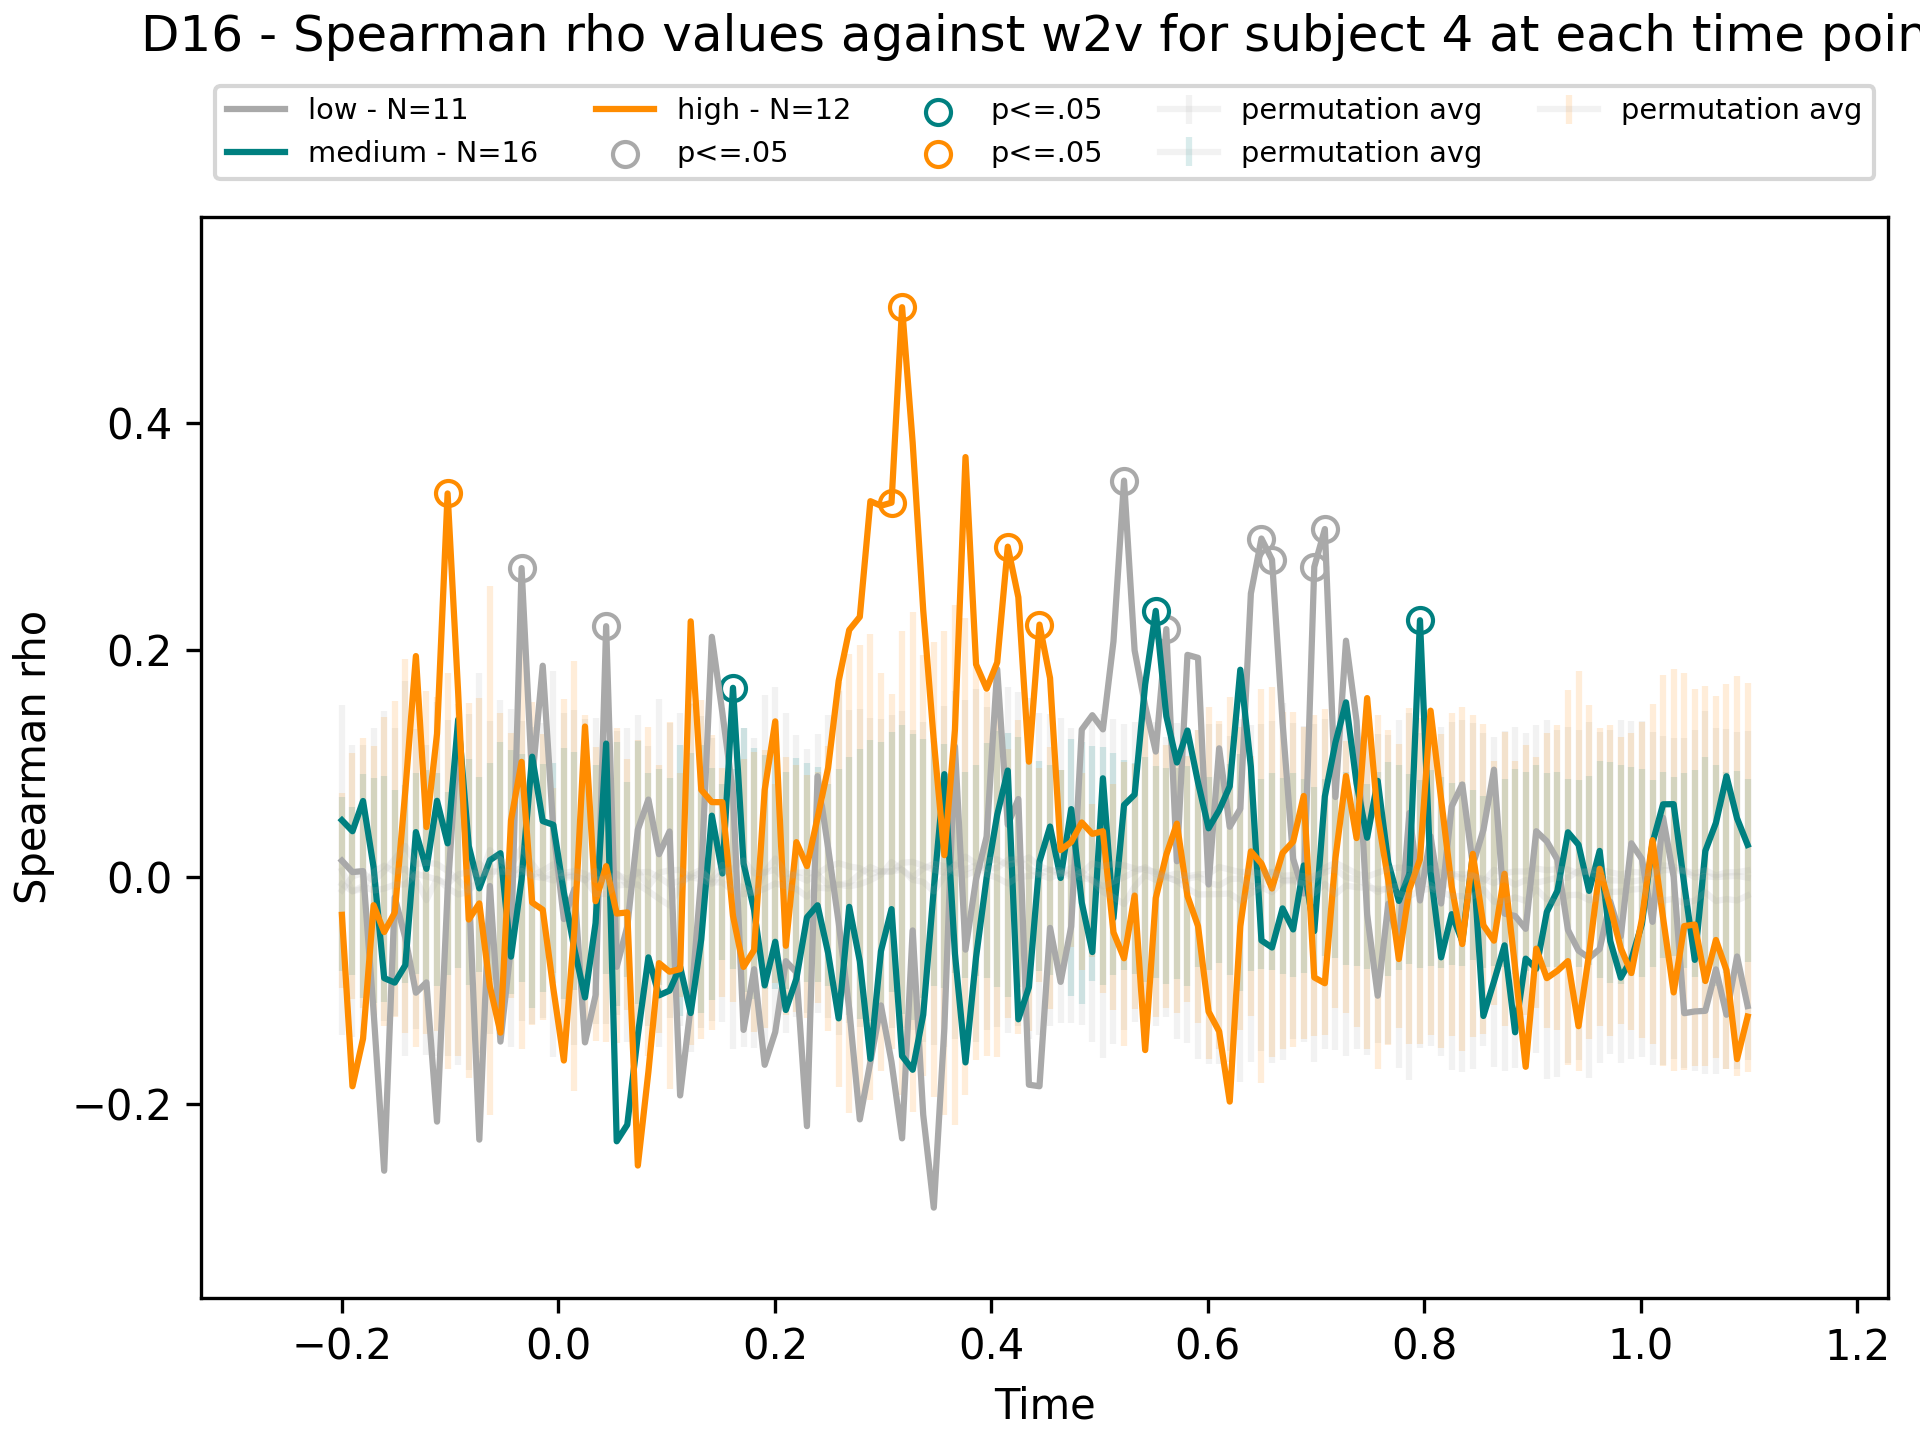 D16 - Spearman rho values against w2v for subject 4 at each time poin
low - N=11
medium - N=16
high - N=12
p<=.05
p<=.05
p<=.05
permutation avg
permutation avg
permutation avg
Spearman rho
0.4
0.2
0.0
−0.2
−0.2 0.0 0.2 0.4 0.6 0.8 1.0 1.2
Time